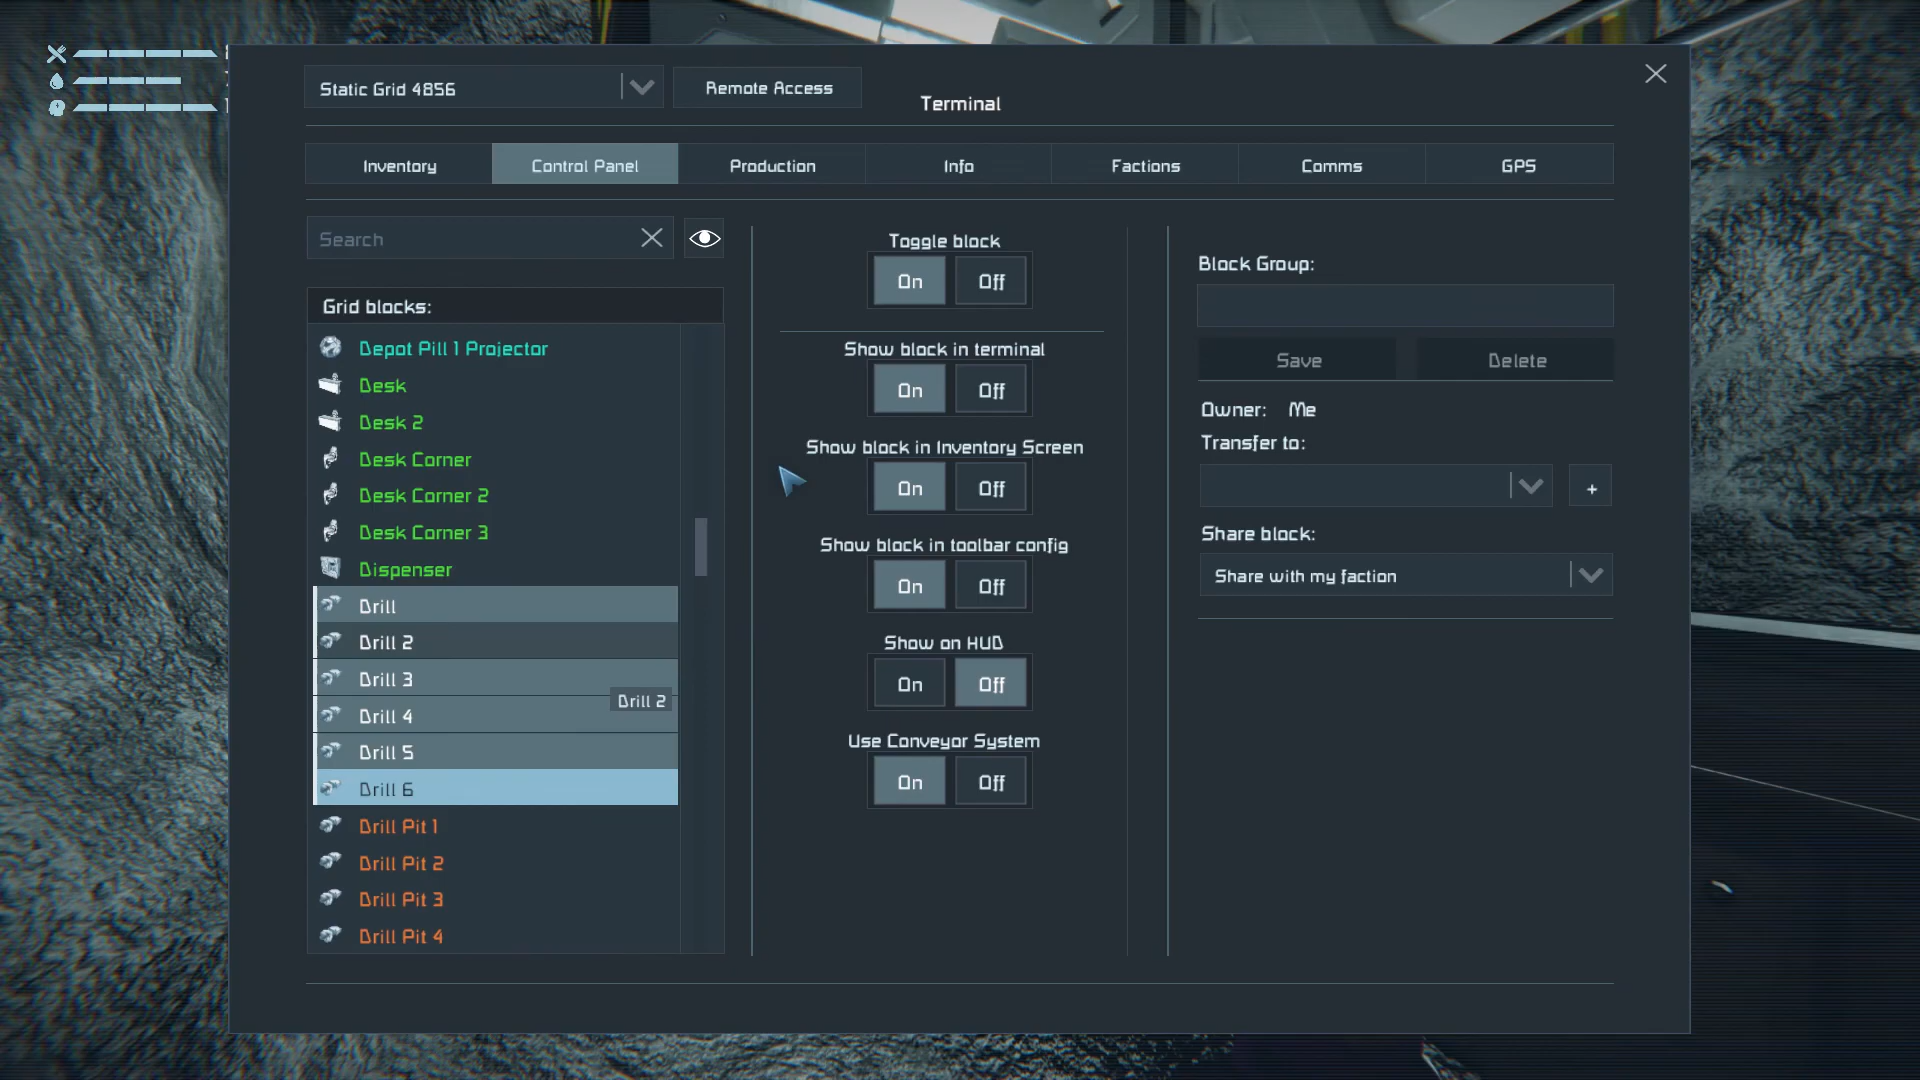 Static Grid 4856
Remote Access
Terminal
Inventory
Control Panel
Production
Info
Factions
Comms
GPS
Search
Grid blocks:
Depot Pill 1 Projector
Desk
Desk 2
Desk Corner
Desk Corner 2
Desk Corner 3
Dispenser
Drill
Drill 2
Drill 3
Drill 2
Drill 4
Drill 5
Drill 6
Drill Pit 1
Drill Pit 2
Drill Pit 3
Drill Pit 4
Toggle block
On Off
Show block in terminal
On Off
Show block in Inventory Screen
On Off
Show block in toolbar config
On Off
Show on HUD
On Off
Use Conveyor System
On Off
Block Group:
Save Delete
Owner: Me
Transfer to:
+
Share block:
Share with my faction